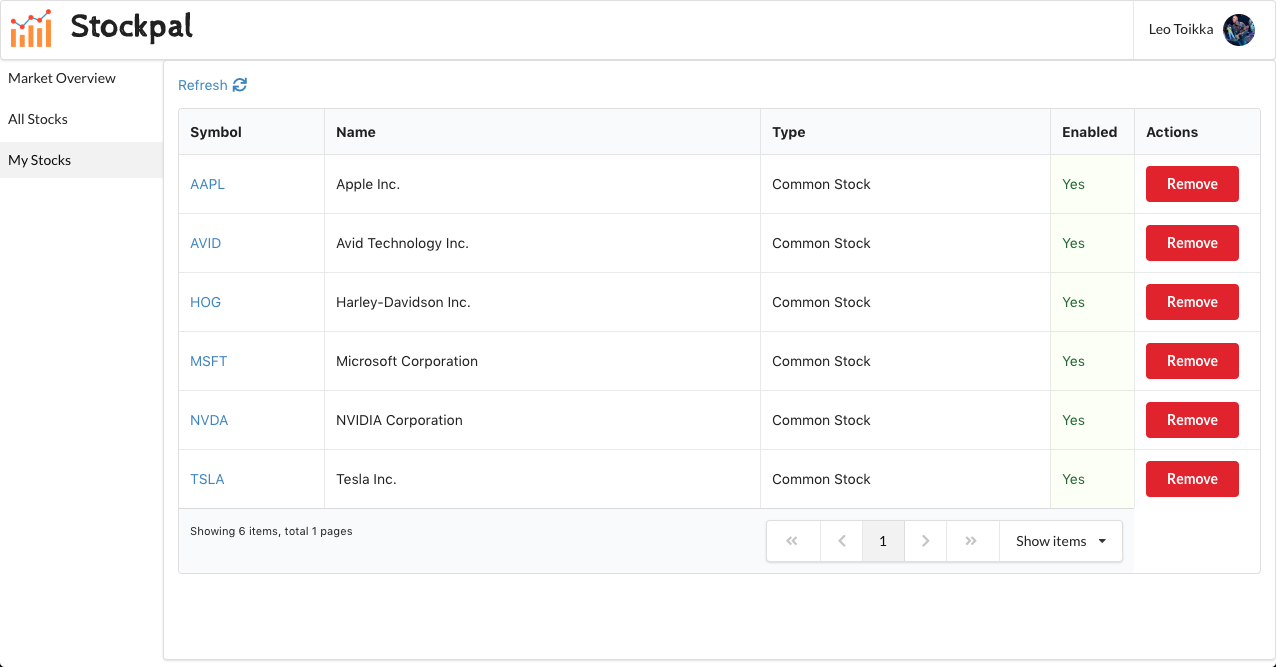 Stockpal
Leo Toikka
Market Overview
All Stocks
My Stocks
Refresh
Symbol Name Type Enabled Actions
AAPL Apple Inc. Common Stock Yes Remove
AVID Avid Technology Inc. Common Stock Yes Remove
HOG Harley-Davidson Inc. Common Stock Yes Remove
MSFT Microsoft Corporation Common Stock Yes Remove
NVDA NVIDIA Corporation Common Stock Yes Remove
TSLA Tesla Inc. Common Stock Yes Remove
Showing 6 items, total 1 pages
« ‹ 1 › » Show items